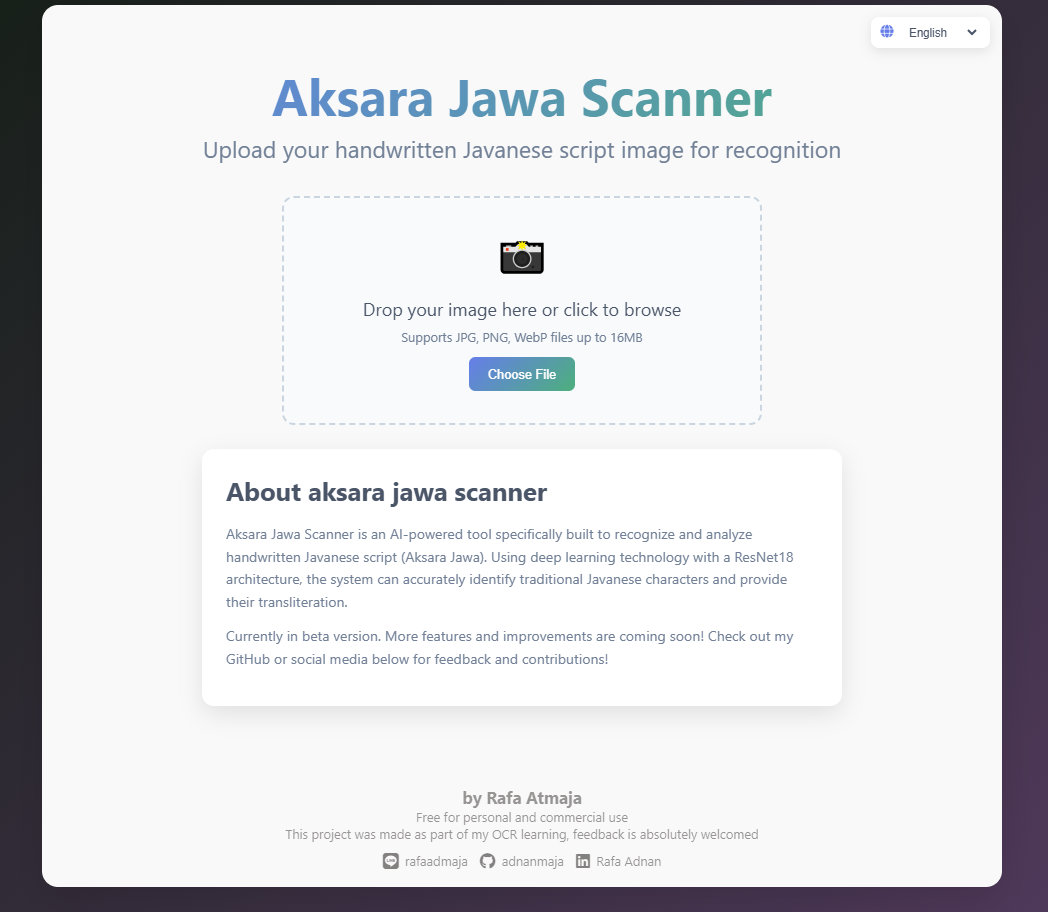 English
Aksara Jawa Scanner
Upload your handwritten Javanese script image for recognition
Drop your image here or click to browse
Supports JPG, PNG, WebP files up to 16MB
Choose File
About aksara jawa scanner
Aksara Jawa Scanner is an AI-powered tool specifically built to recognize and analyze
handwritten Javanese script (Aksara Jawa). Using deep learning technology with a ResNet18
architecture, the system can accurately identify traditional Javanese characters and provide
their transliteration.
Currently in beta version. More features and improvements are coming soon! Check out my
GitHub or social media below for feedback and contributions!
by Rafa Atmaja
Free for personal and commercial use
This project was made as part of my OCR learning, feedback is absolutely welcomed
rafaadmaja adnanmaja Rafa Adnan